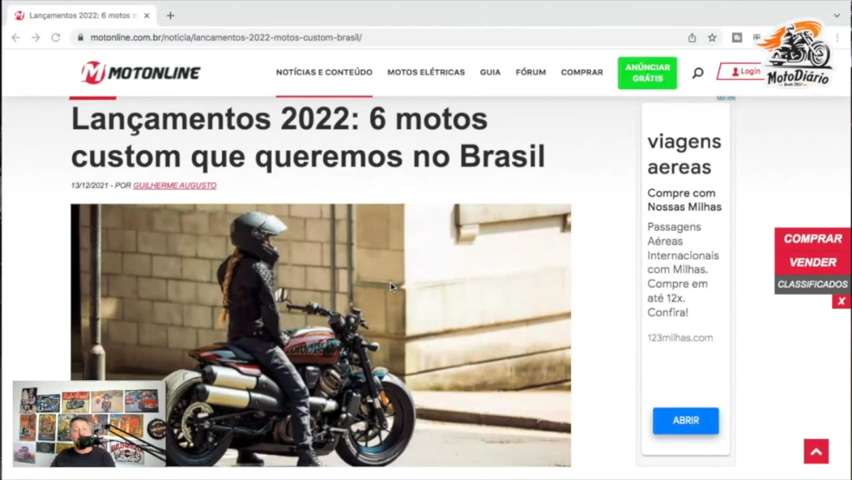 Lançamentos 2022: 6 motos c
motonline.com.br/noticia/lancamentos-2022-motos-custom-brasil/
MOTONLINE
NOTÍCIAS E CONTEÚDO
MOTOS ELÉTRICAS
GUIA
FÓRUM
COMPRAR
ANÚNCIAR
GRÁTIS
Login
MotoDiário
Lançamentos 2022: 6 motos
custom que queremos no Brasil
13/12/2021 - POR GUILHERME AUGUSTO
viagens
aereas
Compre com
Nossas Milhas
Passagens
Aéreas
Internacionais
com Milhas.
Compre em
até 12x.
Confira!
123milhas.com
ABRIR
COMPRAR
VENDER
CLASSIFICADOS
X